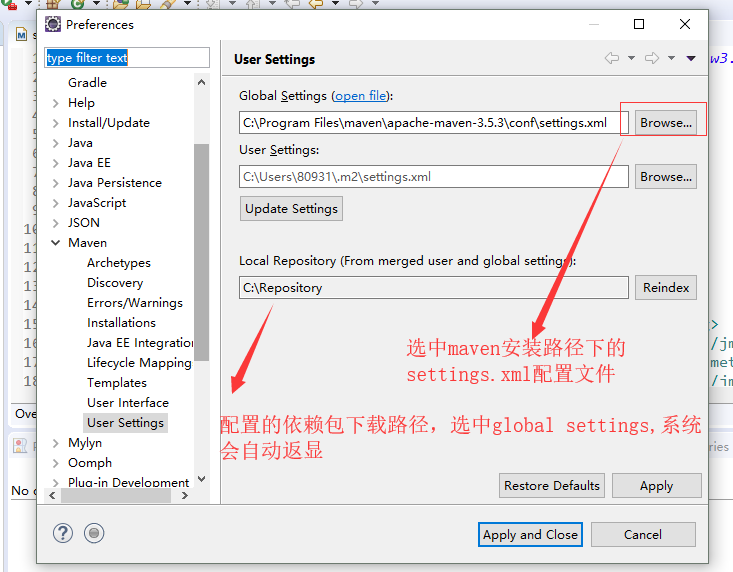 Preferences
type filter text
User Settings
Gradle
Help
Install/Update
Java
Java EE
Java Persistence
JavaScript
JSON
Maven
Archetypes
Discovery
Errors/Warnings
Installations
Java EE Integration
Lifecycle Mapping
Templates
User Interface
User Settings
Mylyn
Oomph
Plug-in Development
Global Settings (open file):
C:\Program Files\maven\apache-maven-3.5.3\conf\settings.xml
Browse...
User Settings:
C:\Users\80931\.m2\settings.xml
Browse...
Update Settings
Local Repository (From merged user and global settings):
C:\Repository
Reindex
选中maven安装路径下的
settings.xml配置文件
配置的依赖包下载路径，选中global settings,系统
会自动返显
Restore Defaults
Apply
Apply and Close
Cancel